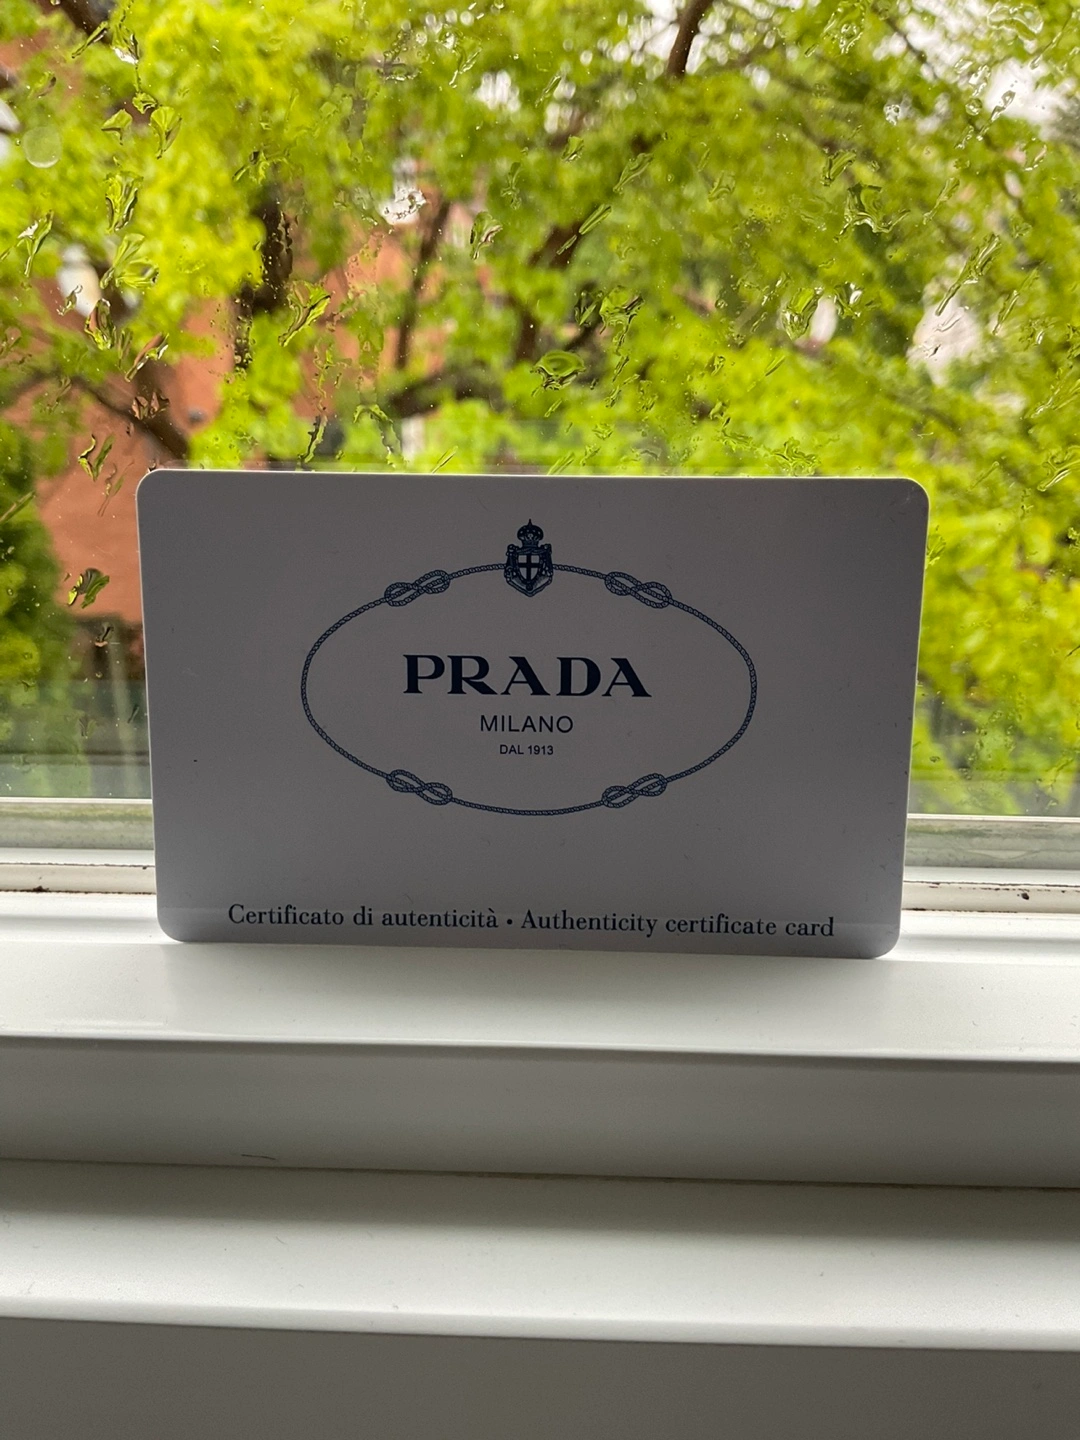 PRADA
MILANO
DAL 1913
Certificato di autenticità • Authenticity certificate card